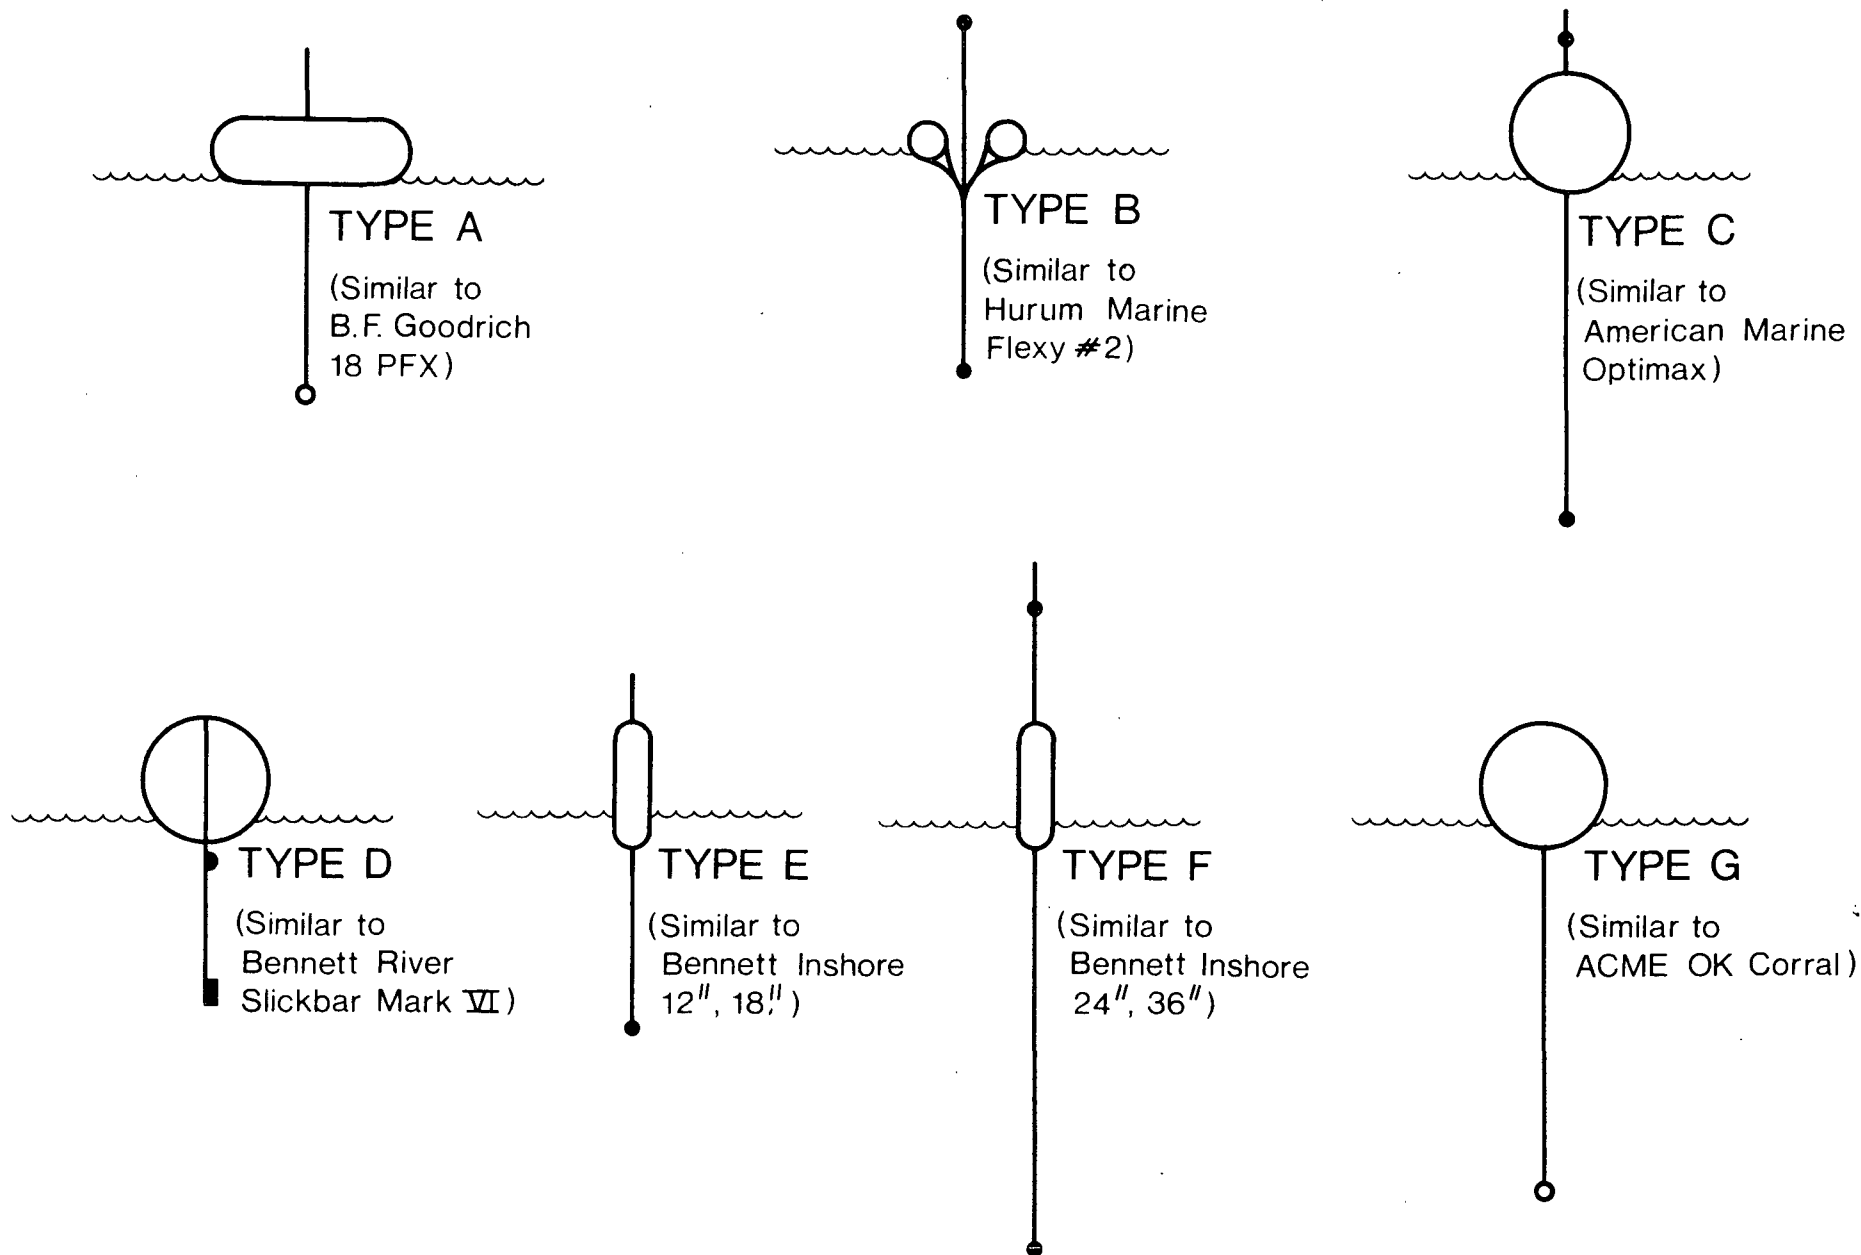 TYPE A
(Similar to
B.F. Goodrich
18 PFX)
TYPE B
(Similar to
Hurum Marine
Flexy #2)
TYPE C
(Similar to
American Marine
Optimax)
TYPE D
(Similar to
Bennett River
Slickbar Mark VI)
TYPE E
(Similar to
Bennett Inshore
12", 18",)
TYPE F
(Similar to
Bennett Inshore
24", 36")
TYPE G
(Similar to
ACME OK Corral)